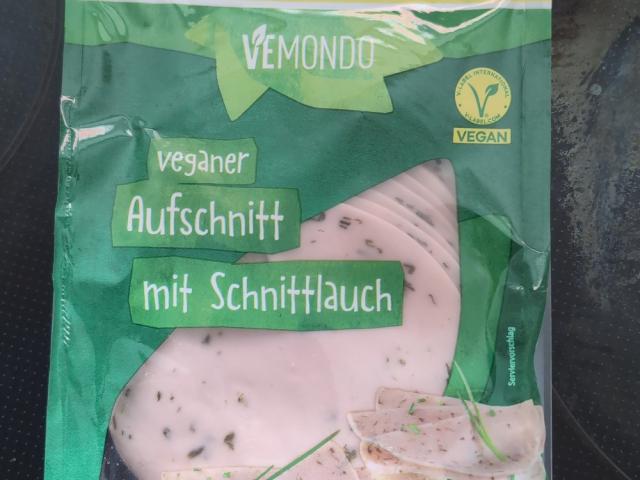 VEMONDO
V-LABEL INTERNATIONAL
V-LABEL.COM
VEGAN
veganer
Aufschnitt
mit Schnittlauch
Serviervorschlag